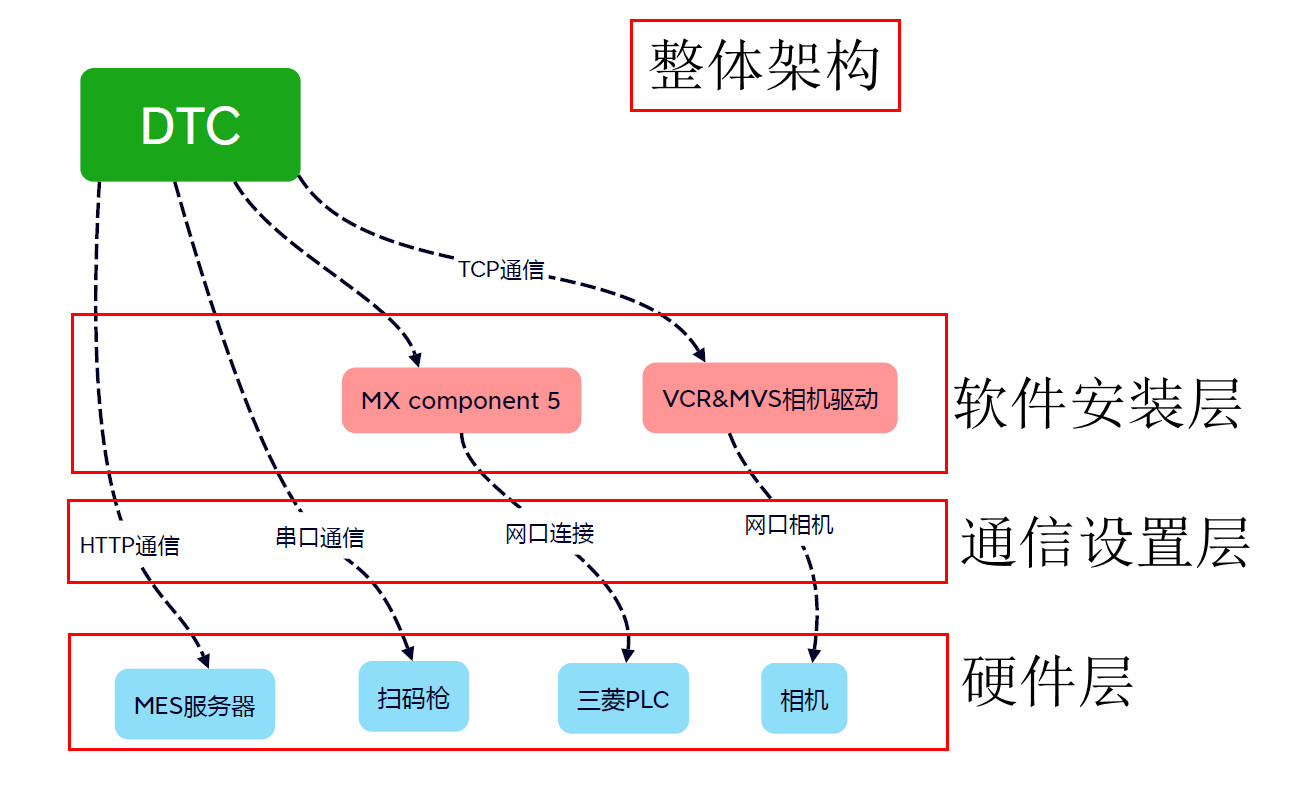 整体架构
DTC
TCP通信
MX component 5
VCR&MVS相机驱动
软件安装层
HTTP通信
串口通信
网口连接
网口相机
通信设置层
MES服务器
扫码枪
三菱PLC
相机
硬件层